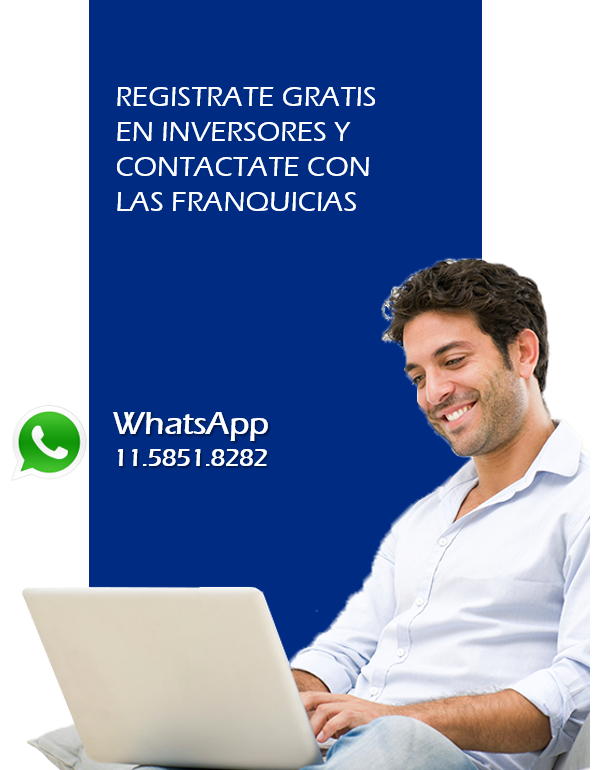 REGISTRATE GRATIS
EN INVERSORES Y
CONTACTATE CON
LAS FRANQUICIAS
WhatsApp
11.5851.8282